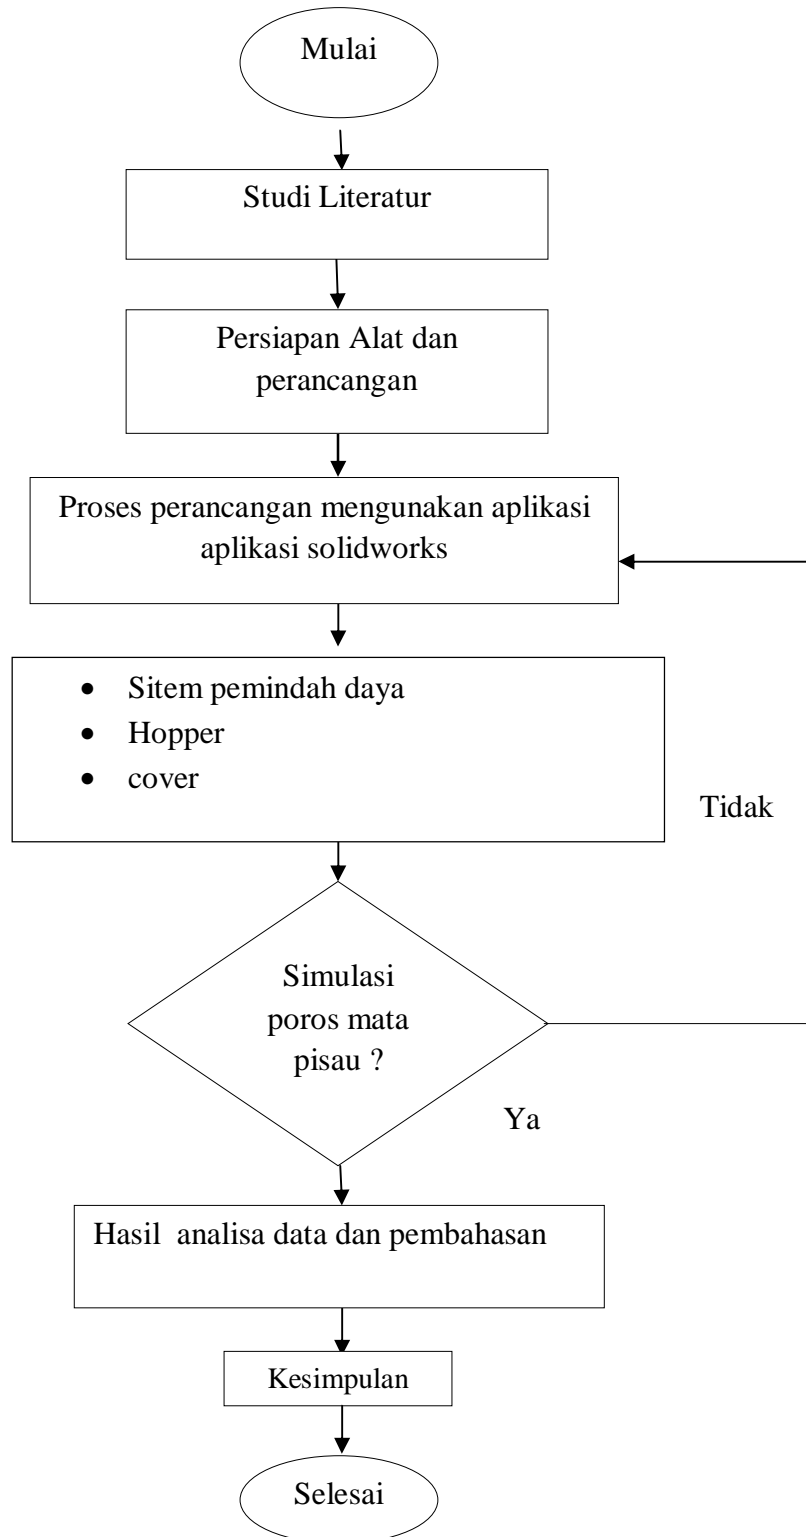 Mulai
Studi Literatur
Persiapan Alat dan
perancangan
Proses perancangan mengunakan aplikasi
aplikasi solidworks
• Sitem pemindah daya
• Hopper
• cover
Tidak
Simulasi
poros mata
pisau ?
Ya
Hasil  analisa data dan pembahasan
Kesimpulan
Selesai